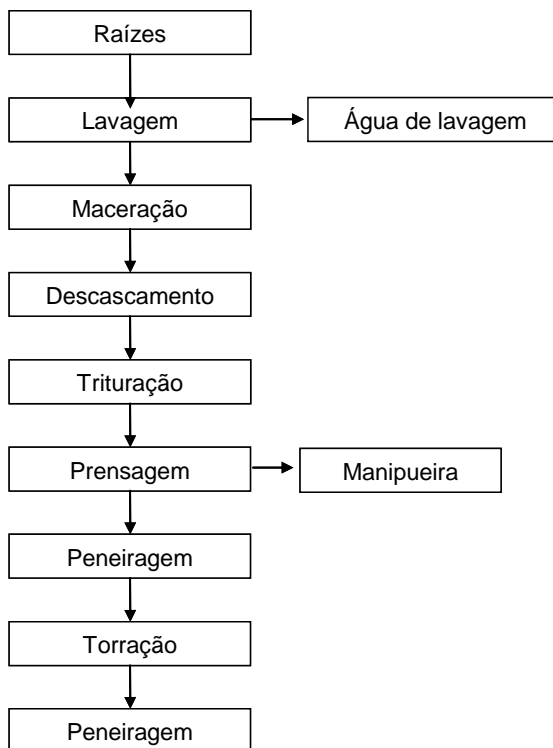 Raízes
Lavagem
Água de lavagem
Maceração
Descascamento
Trituração
Prensagem
Manipueira
Peneiragem
Torração
Peneiragem